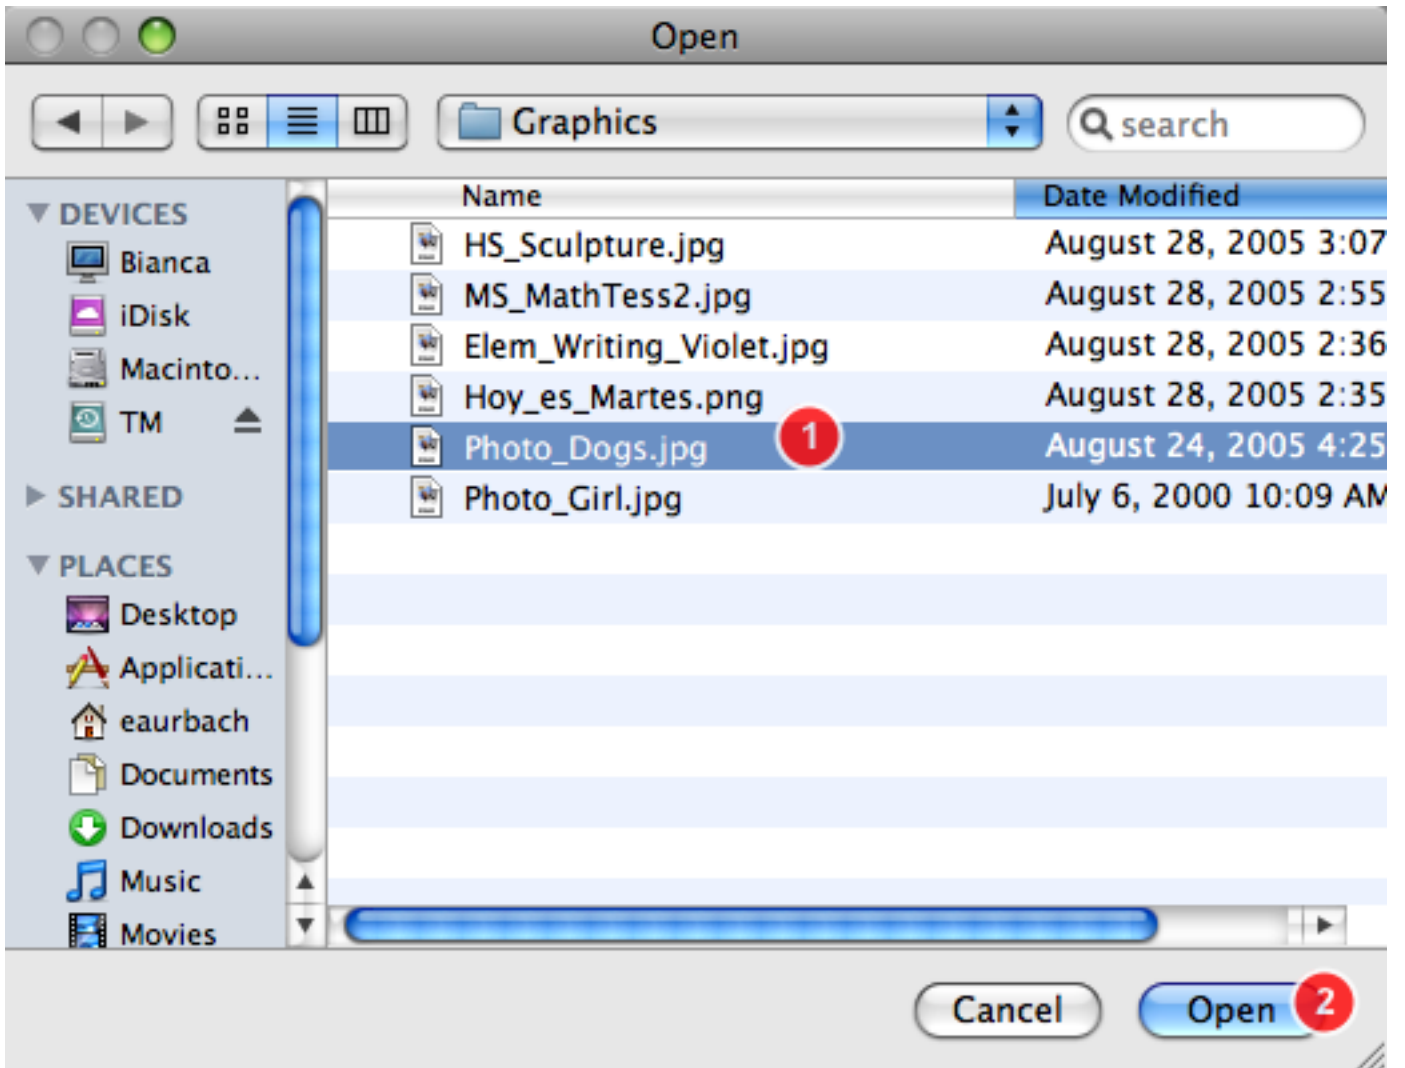 Open
Graphics
search
Name Date Modified
DEVICES
Bianca
iDisk
Macinto...
TM
SHARED
PLACES
Desktop
Applicati...
eaurbach
Documents
Downloads
Music
Movies
HS_Sculpture.jpg August 28, 2005 3:07
MS_MathTess2.jpg August 28, 2005 2:55
Elem_Writing_Violet.jpg August 28, 2005 2:36
Hoy_es_Martes.png August 28, 2005 2:35
Photo_Dogs.jpg 1 August 24, 2005 4:25
Photo_Girl.jpg July 6, 2000 10:09 AM
Cancel
Open 2